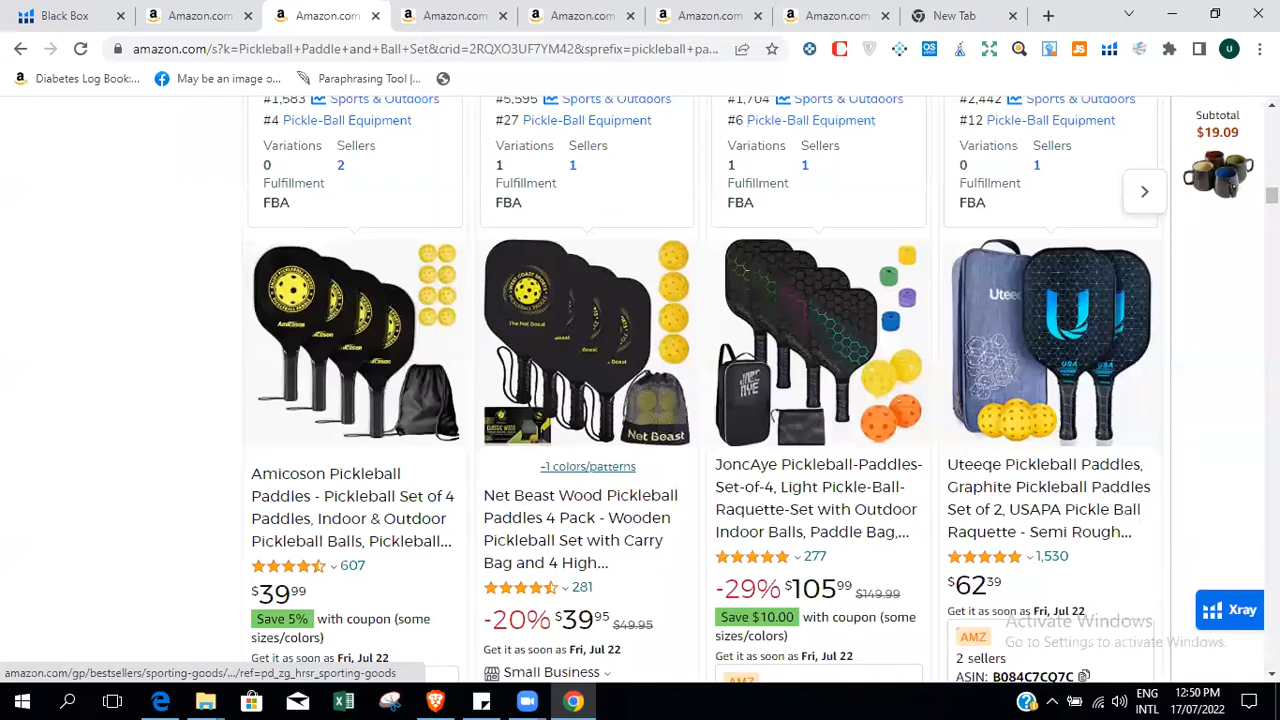 Black Box
Amazon.com
Amazon.com
Amazon.com
Amazon.com
Amazon.com
Amazon.com
New Tab
amazon.com/s?k=Pickleball+Paddle+and+Ball+Set&crid=2RQXO3UF7YM42&sprefix=pickleball+pa...
U
Diabetes Log Book:...
May be an image o...
Paraphrasing Tool |...
#1,583 Sports & Outdoors
#4 Pickle-Ball Equipment
Variations Sellers
0 2
Fulfillment
FBA
#5,595 Sports & Outdoors
#27 Pickle-Ball Equipment
Variations Sellers
1 1
Fulfillment
FBA
#1,704 Sports & Outdoors
#6 Pickle-Ball Equipment
Variations Sellers
1 1
Fulfillment
FBA
#2,442 Sports & Outdoors
#12 Pickle-Ball Equipment
Variations Sellers
0 1
Fulfillment
FBA
Subtotal
$19.09
Amicoson
The Net Beast
Net Beast
JONC
AYE
Uteeqe
USA
Amicoson Pickleball
Paddles - Pickleball Set of 4
Paddles, Indoor & Outdoor
Pickleball Balls, Pickleball...
607
$39.99
Save 5% with coupon (some
sizes/colors)
Get it as soon as Fri, Jul 22
+1 colors/patterns
Net Beast Wood Pickleball
Paddles 4 Pack - Wooden
Pickleball Set with Carry
Bag and 4 High...
281
-20% $39.95 $49.95
Get it as soon as Fri, Jul 22
Small Business
JoncAye Pickleball-Paddles-
Set-of-4, Light Pickle-Ball-
Raquette-Set with Outdoor
Indoor Balls, Paddle Bag,...
277
-29% $105.99 $149.99
Save $10.00 with coupon (some
sizes/colors)
Get it as soon as Fri, Jul 22
AMZ
Uteeqe Pickleball Paddles,
Graphite Pickleball Paddles
Set of 2, USAPA Pickle Ball
Raquette - Semi Rough...
1,530
$62.39
Get it as soon as Fri, Jul 22
AMZ
2 sellers
ASIN: B084C7CQ7C
Xray
Activate Windows
Go to Settings to activate Windows.
amazon.com/gp/bestsellers/sporting-goods/.../ref=pd_zg_hrsr_sporting-goods
ENG
INTL
12:50 PM
17/07/2022